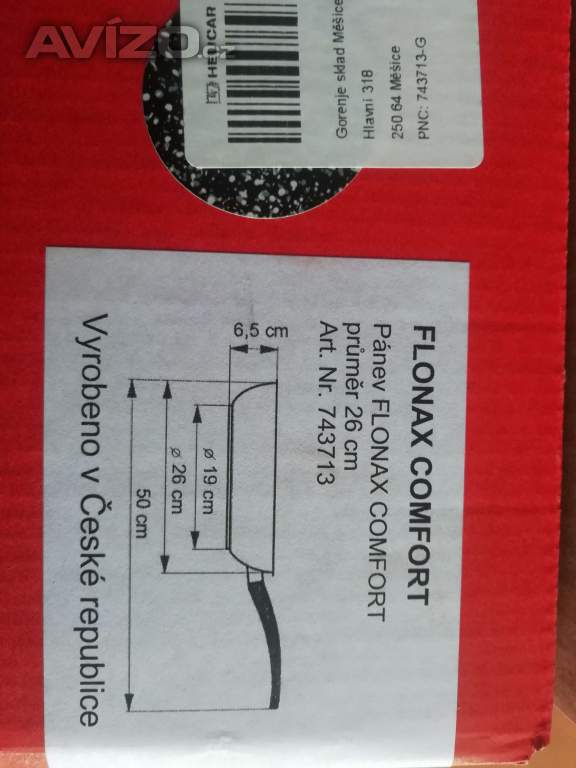 AVÍZO
HELICAR
Gorenje sklad Měšice
Hlavní 318
250 64 Měšice
PNC: 743713-G
FLONAX COMFORT
Pánev FLONAX COMFORT
průměr 26 cm
Art. Nr. 743713
6,5 cm
ø 19 cm
ø 26 cm
50 cm
Vyrobeno v České republice